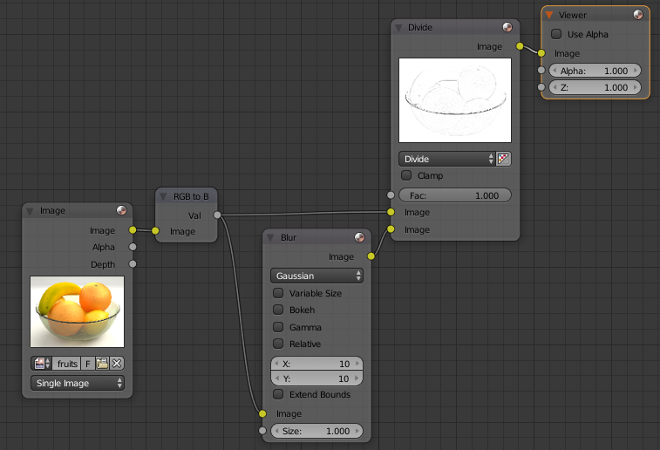 Image
Image
Alpha
Depth
fruits F
Single Image
RGB to B
Val
Image
Blur
Image
Gaussian
Variable Size
Bokeh
Gamma
Relative
X: 10
Y: 10
Extend Bounds
Image
Size: 1.000
Divide
Image
Divide
Clamp
Fac: 1.000
Image
Image
Viewer
Use Alpha
Image
Alpha: 1.000
Z: 1.000